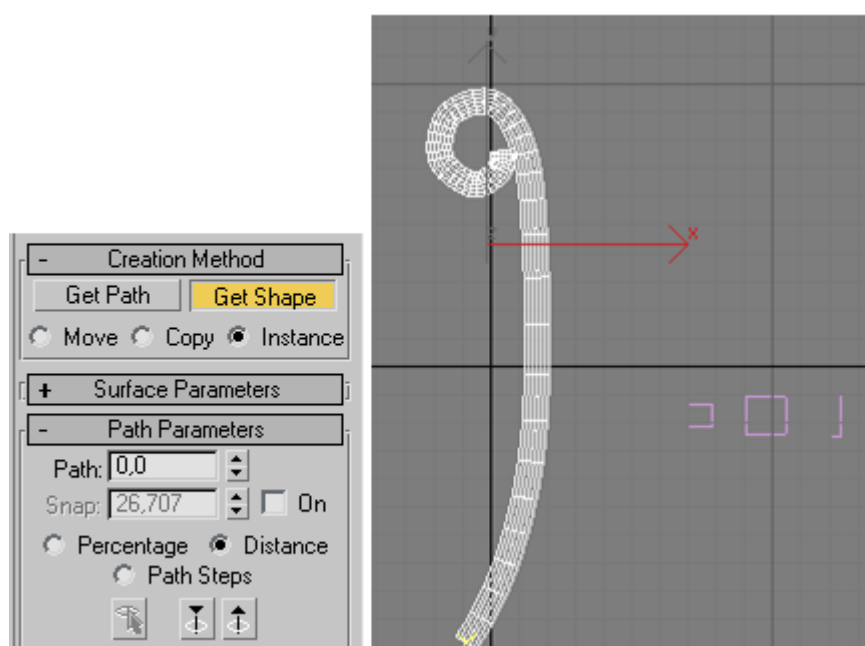 - Creation Method
Get Path Get Shape
Move Copy Instance
+ Surface Parameters
- Path Parameters
Path: 0,0
Snap: 26,707 On
Percentage Distance
Path Steps
x